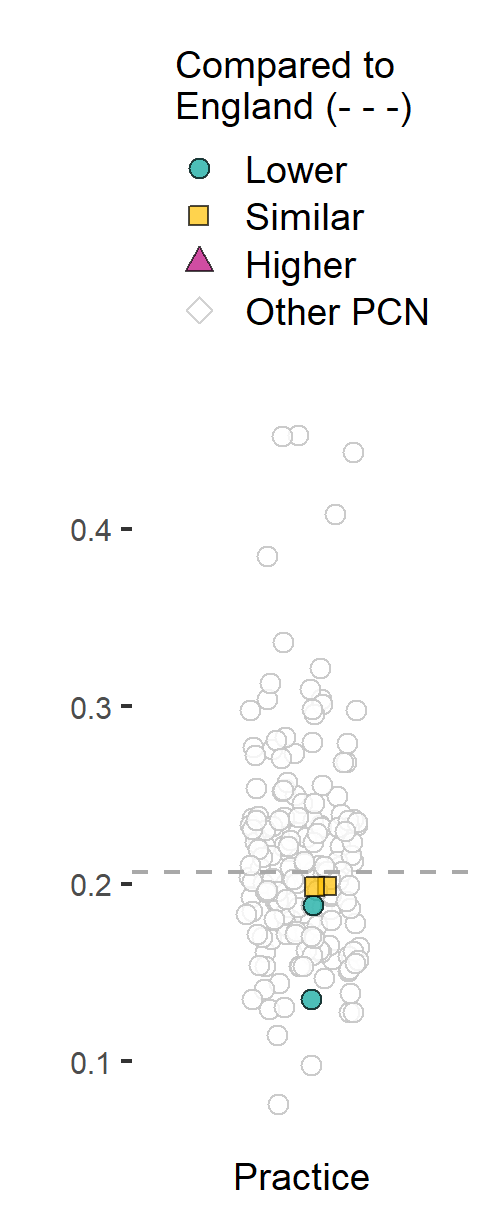 Compared to
England (- - -)
Lower
Similar
Higher
Other PCN
0.4
0.3
0.2
0.1
Practice